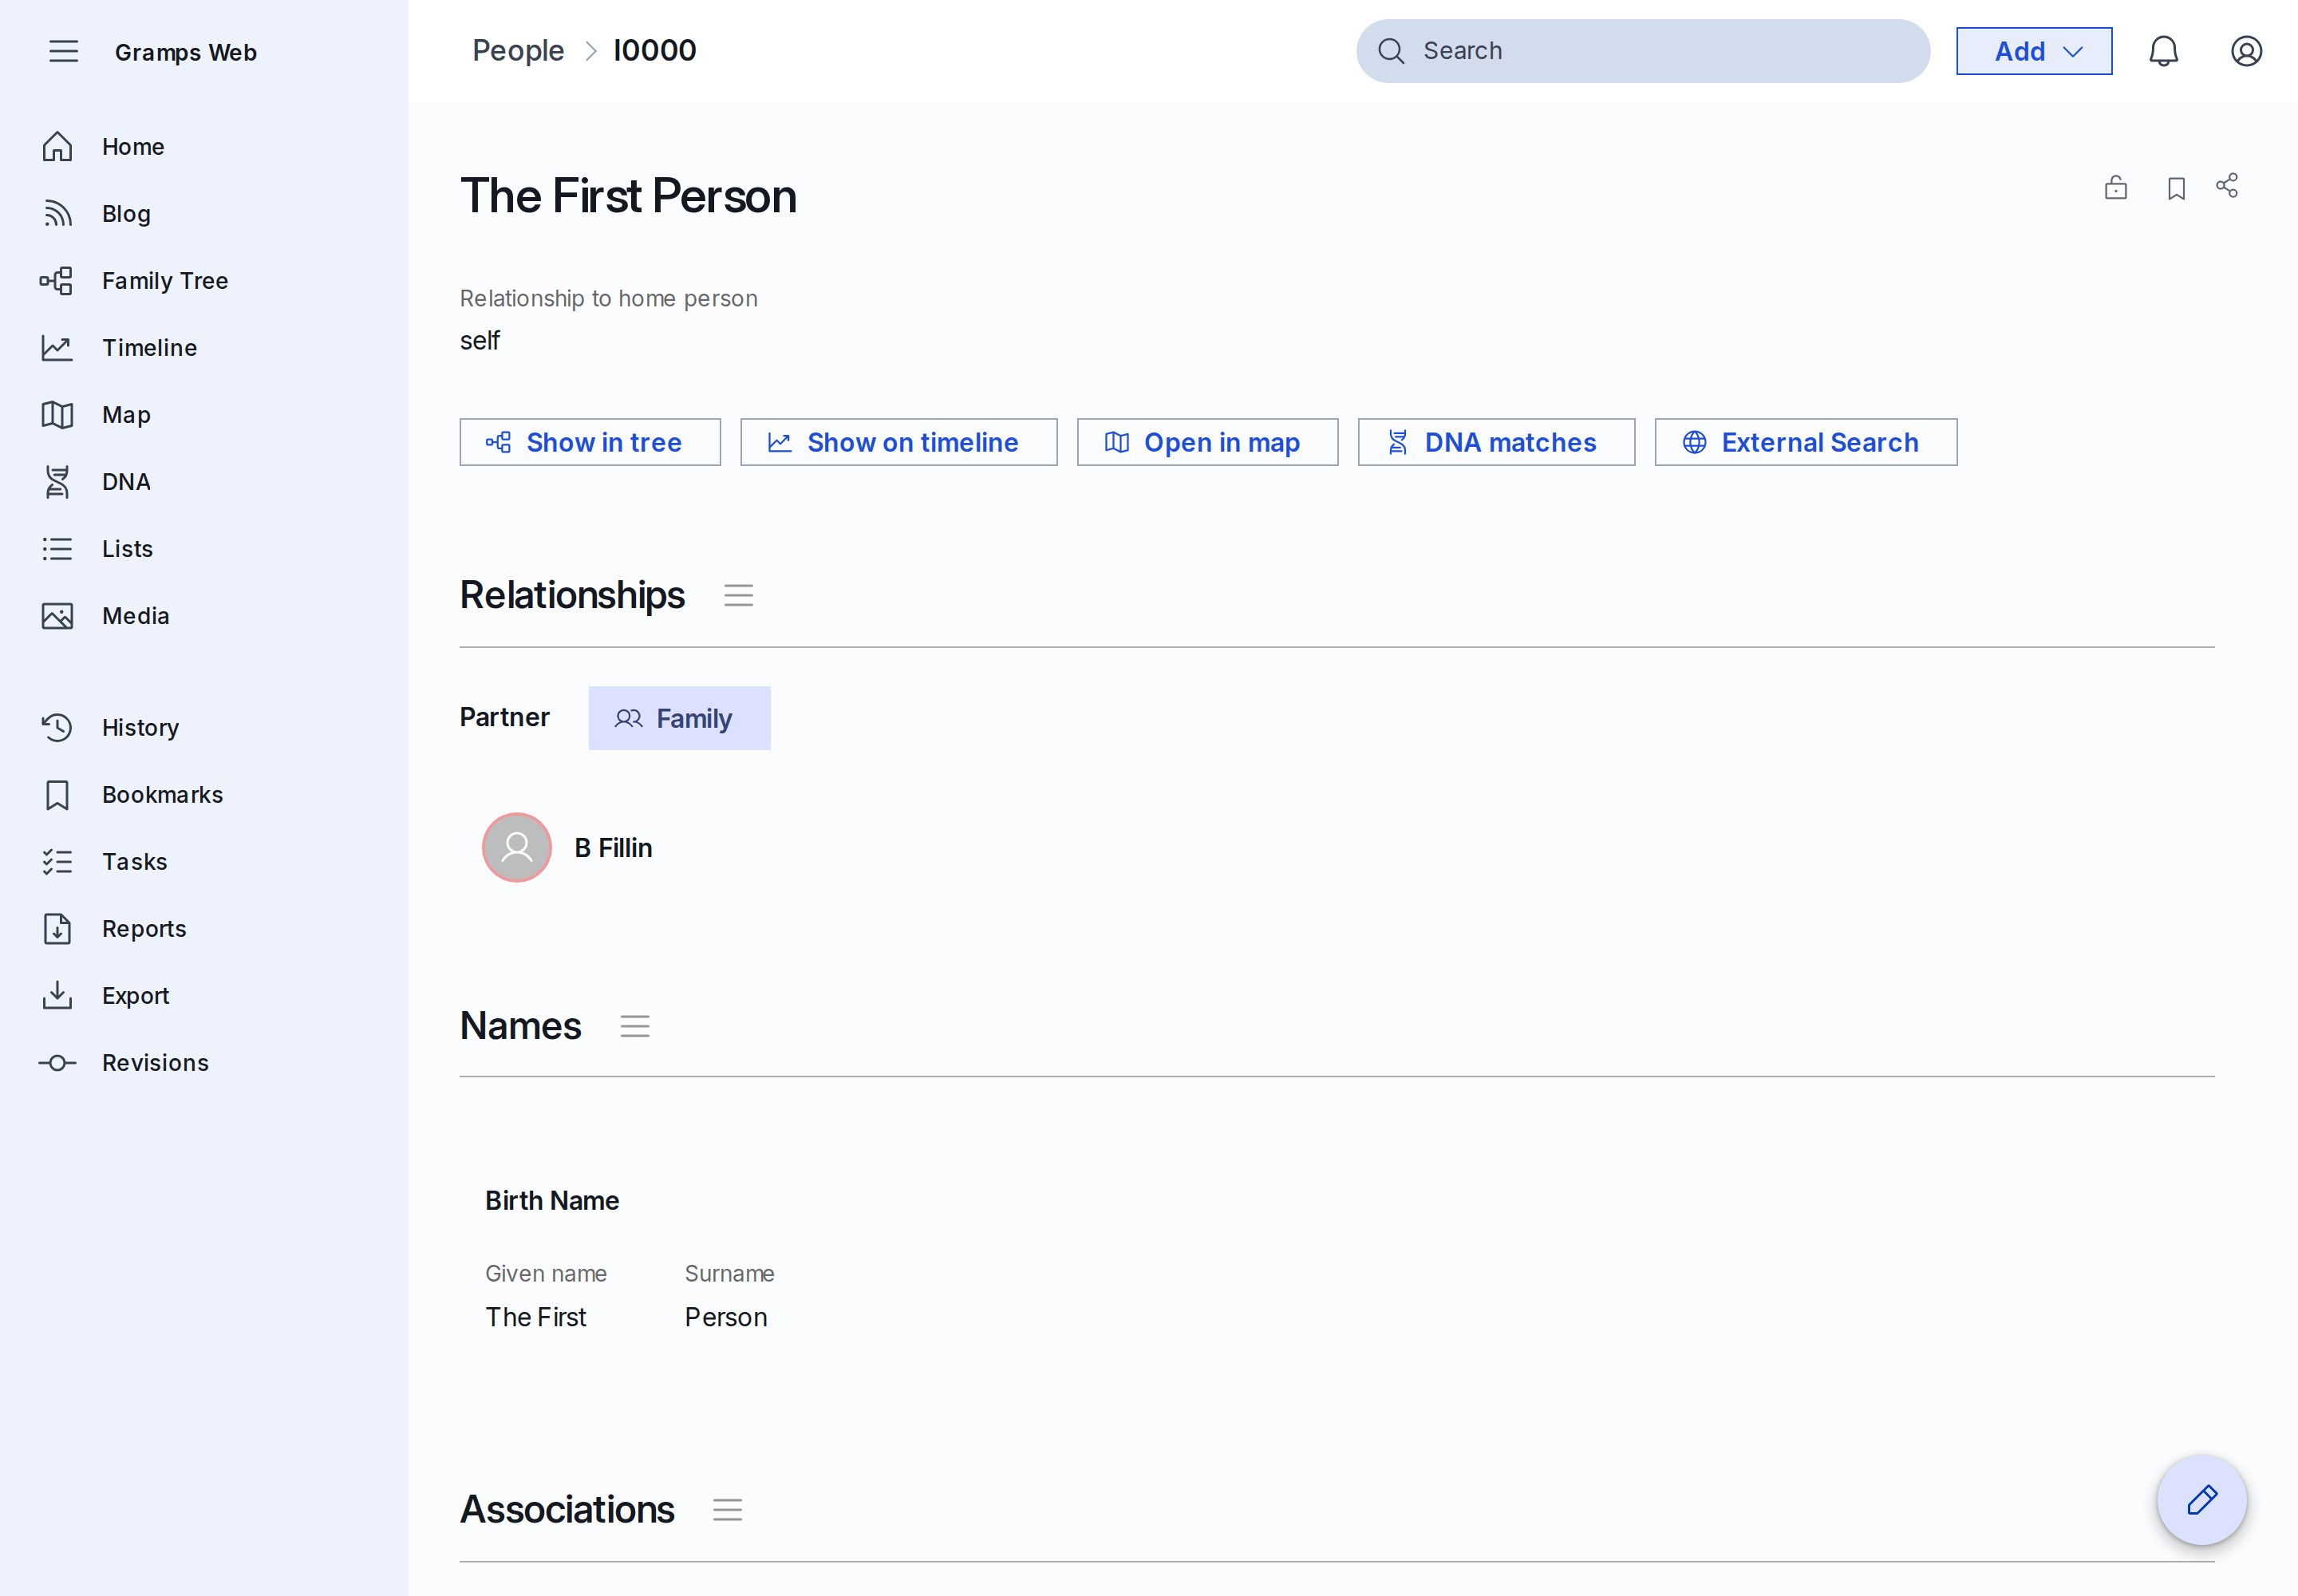 Gramps Web
Home
Blog
Family Tree
Timeline
Map
DNA
Lists
Media
History
Bookmarks
Tasks
Reports
Export
Revisions
People I0000
Search
Add
The First Person
Relationship to home person
self
Show in tree Show on timeline Open in map DNA matches External Search
Relationships
Partner Family
B Fillin
Names
Birth Name
Given name Surname
The First Person
Associations